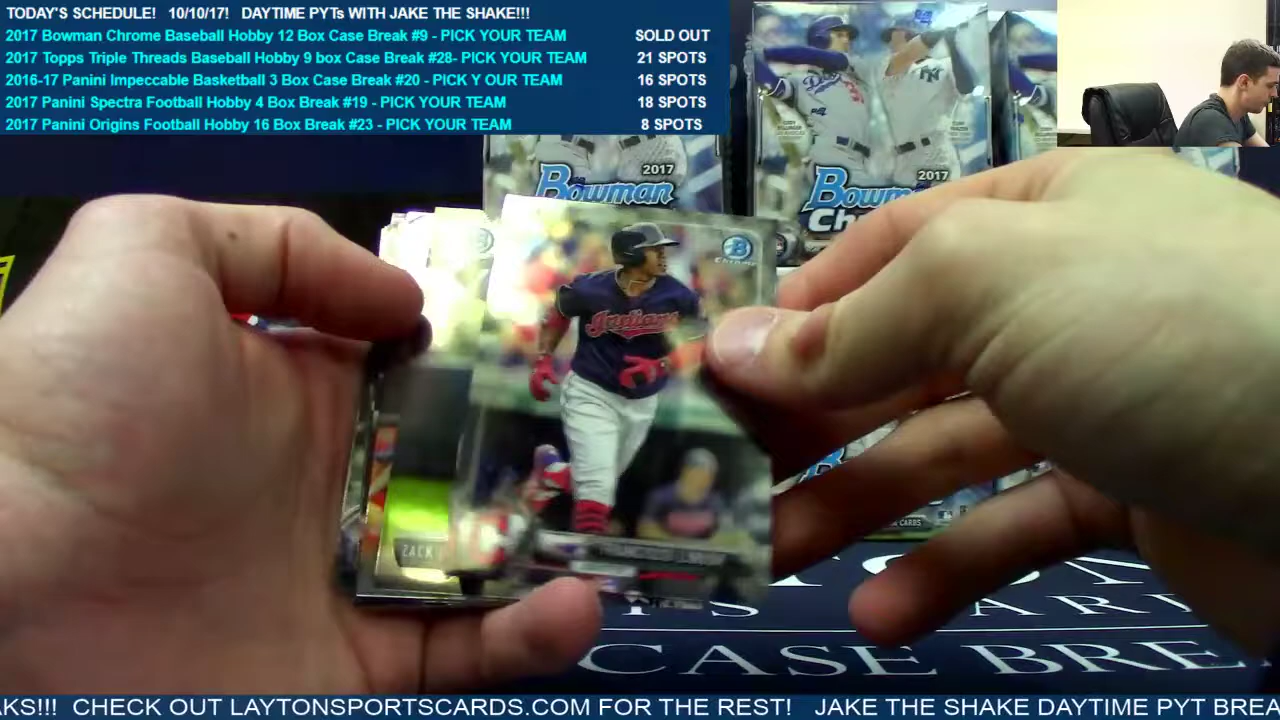 TODAY'S SCHEDULE! 10/10/17! DAYTIME PYTs WITH JAKE THE SHAKE!!!
2017 Bowman Chrome Baseball Hobby 12 Box Case Break #9 - PICK YOUR TEAM SOLD OUT
2017 Topps Triple Threads Baseball Hobby 9 box Case Break #28- PICK YOUR TEAM 21 SPOTS
2016-17 Panini Impeccable Basketball 3 Box Case Break #20 - PICK Y OUR TEAM 16 SPOTS
2017 Panini Spectra Football Hobby 4 Box Break #19 - PICK YOUR TEAM 18 SPOTS
2017 Panini Origins Football Hobby 16 Box Break #23 - PICK YOUR TEAM 8 SPOTS
2017
Bowman
2017
Bowm
Ch
B
CHROME
Indians
ZACK
CASE BRE
AKS!!! CHECK OUT LAYTONSPORTSCARDS.COM FOR THE REST! JAKE THE SHAKE DAYTIME PYT BREA